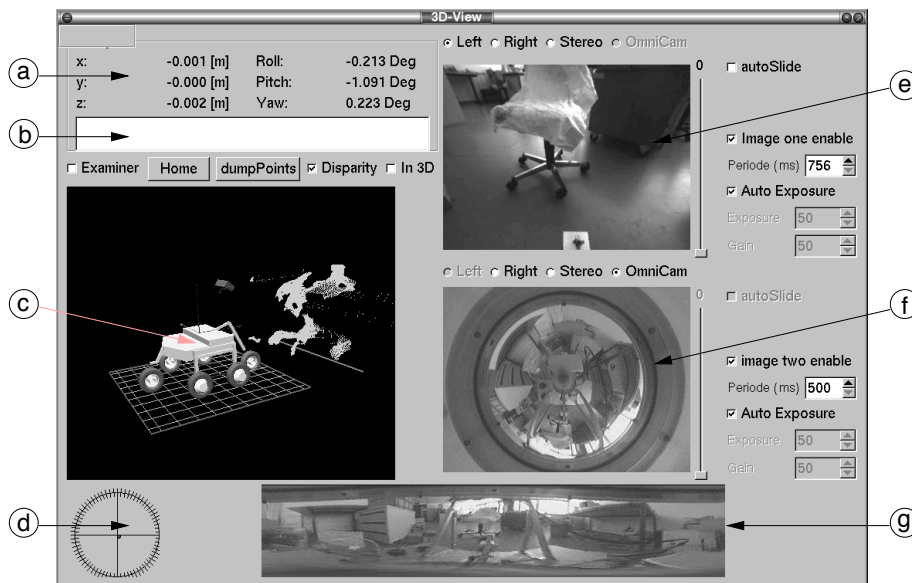 3D-View
x: -0.001 [m] Roll: -0.213 Deg
y: -0.000 [m] Pitch: -1.091 Deg
z: -0.002 [m] Yaw: 0.223 Deg
Examiner Home dumpPoints Disparity In 3D
Left Right Stereo OmniCam
0
autoSlide
Image one enable
Periode (ms) 756
Auto Exposure
Exposure 50
Gain 50
Left Right Stereo OmniCam
0
autoSlide
image two enable
Periode (ms) 500
Auto Exposure
Exposure 50
Gain 50
a
b
c
d
e
f
g